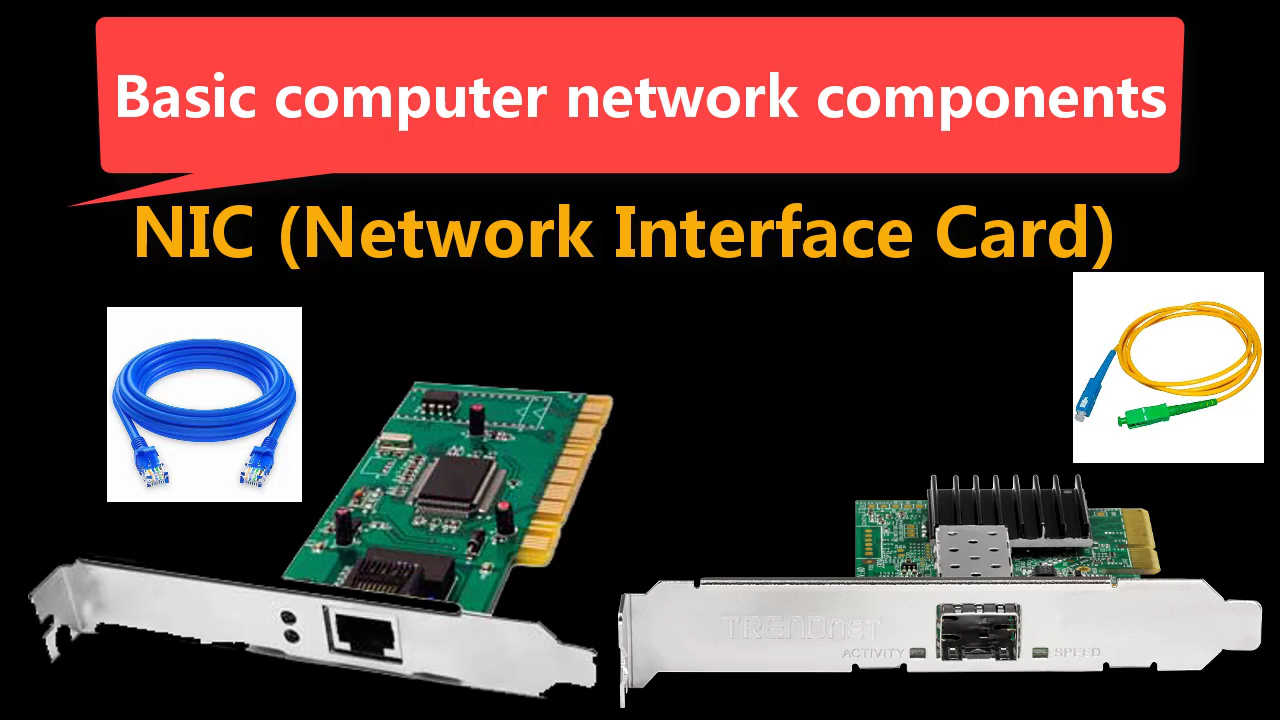 Basic computer network components
NIC (Network Interface Card)
TRENDnet
ACTIVITY
SPEED